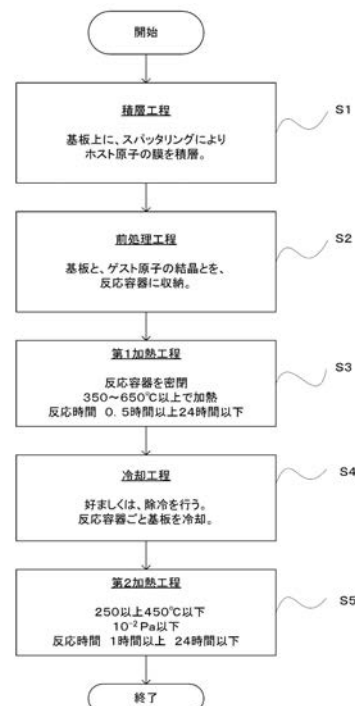 開始
積層工程
S1
基板上に、スパッタリングにより
ホスト原子の膜を積層。
前処理工程
S2
基板と、ゲスト原子の結晶とを、
反応容器に収納。
第1加熱工程
S3
反応容器を密閉
350～650℃以上で加熱
反応時間 0.5時間以上24時間以下
冷却工程
S4
好ましくは、除冷を行う。
反応容器ごと基板を冷却。
第2加熱工程
S5
250以上450℃以下
10⁻²Pa以下
反応時間 1時間以上 24時間以下
終了